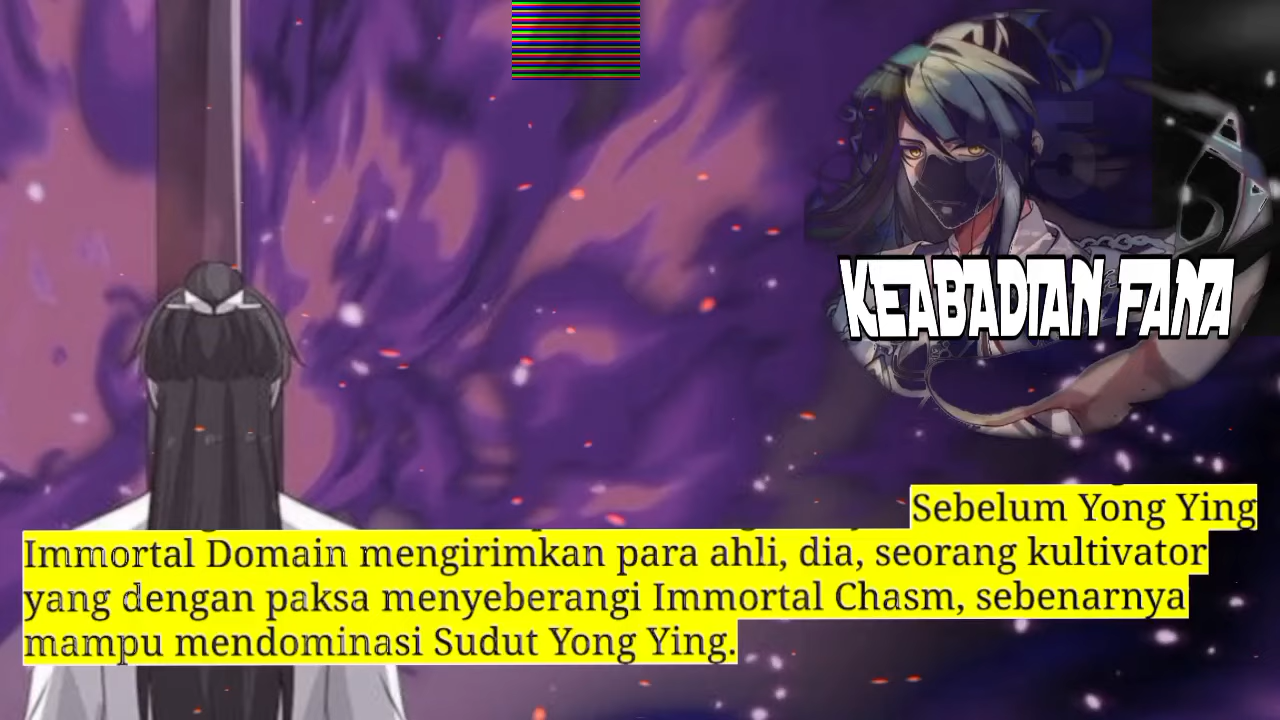 KEABADIAN FANA
Sebelum Yong Ying
Immortal Domain mengirimkan para ahli, dia, seorang kultivator
yang dengan paksa menyeberangi Immortal Chasm, sebenarnya
mampu mendominasi Sudut Yong Ying.